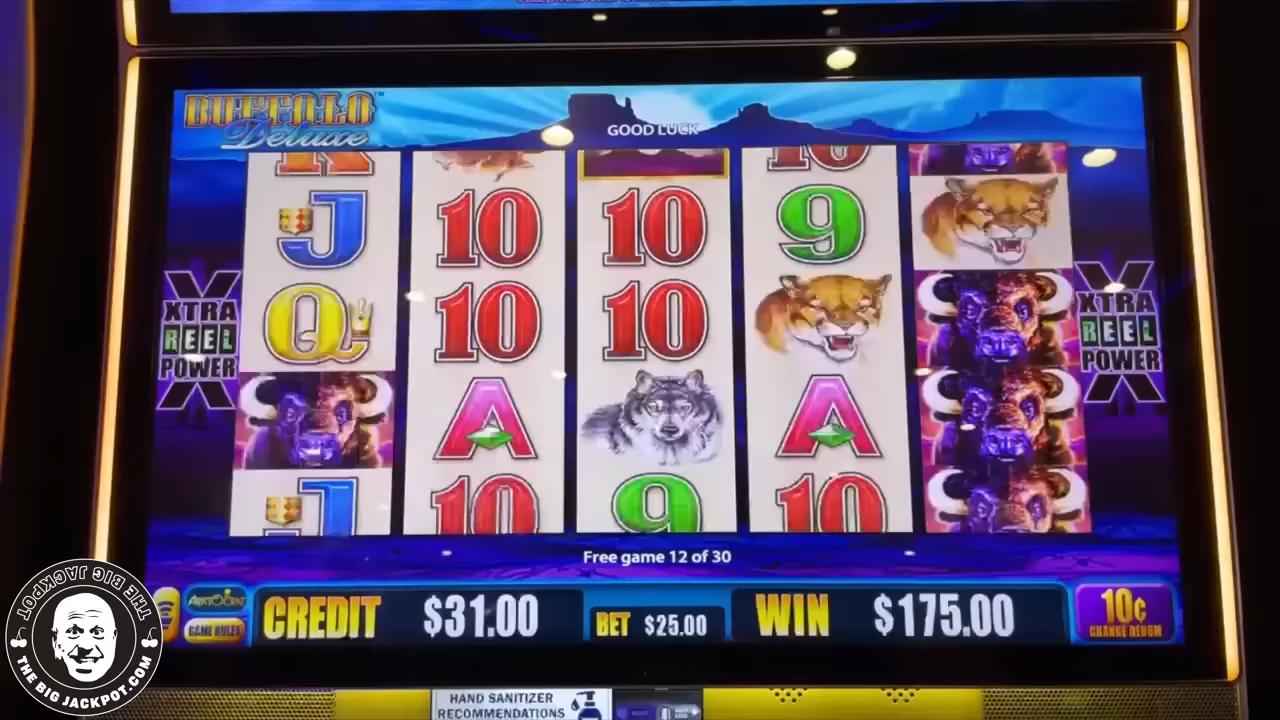 BUFFALO
Deluxe
GOOD LUCK
K
10
J
10
10
9
XTRA
REEL
POWER
XTRA
REEL
POWER
Q
10
10
A
A
J
10
9
10
Free game 12 of 30
ARISTOCRAT
GAME RULES
CREDIT $31.00
BET $25.00
WIN $175.00
10¢
CHANGE DENOM
HAND SANITIZER
RECOMMENDATIONS
THE BIG JACKPOT
THE BIG JACKPOT.COM